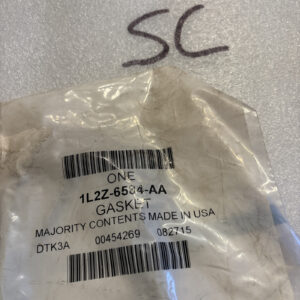 SC
ONE
1L2Z-6584-AA
GASKET
MAJORITY CONTENTS MADE IN USA
DTK3A 00454269 082715